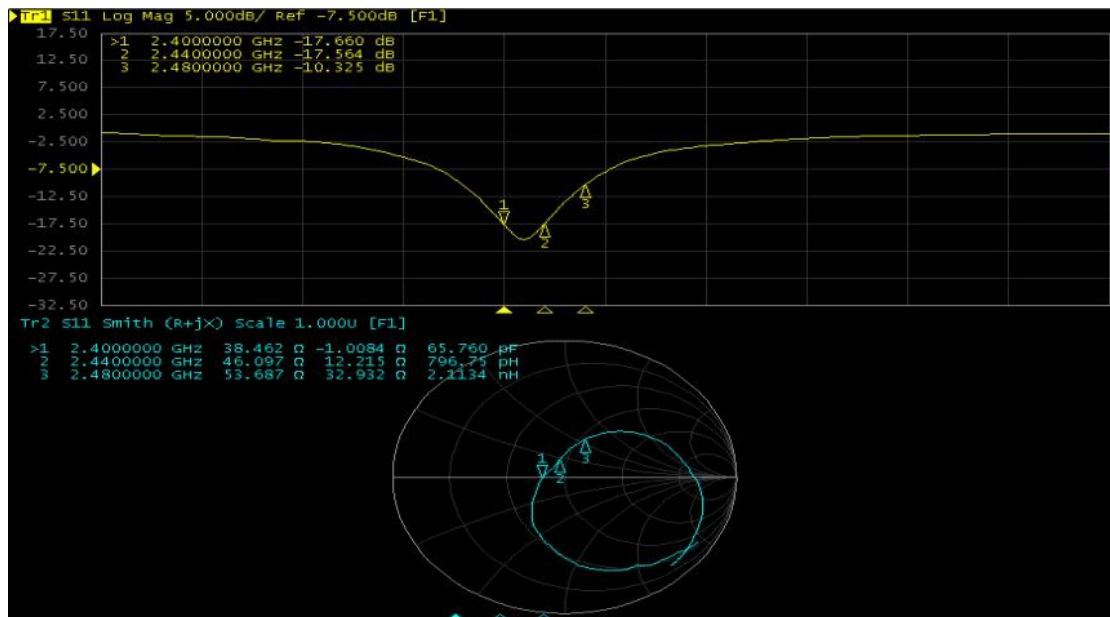 Tr1 S11 Log Mag 5.000dB/ Ref -7.500dB [F1]
17.50
>1 2.4000000 GHz -17.660 dB
2 2.4400000 GHz -17.564 dB
3 2.4800000 GHz -10.325 dB
12.50
7.500
2.500
-2.500
-7.500
-12.50
-17.50
-22.50
-27.50
-32.50
1
2
3
Tr2 S11 Smith (R+jX) Scale 1.000U [F1]
>1 2.4000000 GHz 38.462 Ω -1.0084 Ω 65.760 pF
2 2.4400000 GHz 46.097 Ω 12.215 Ω 796.75 pH
3 2.4800000 GHz 53.687 Ω 32.932 Ω 2.1134 nH
1
2
3